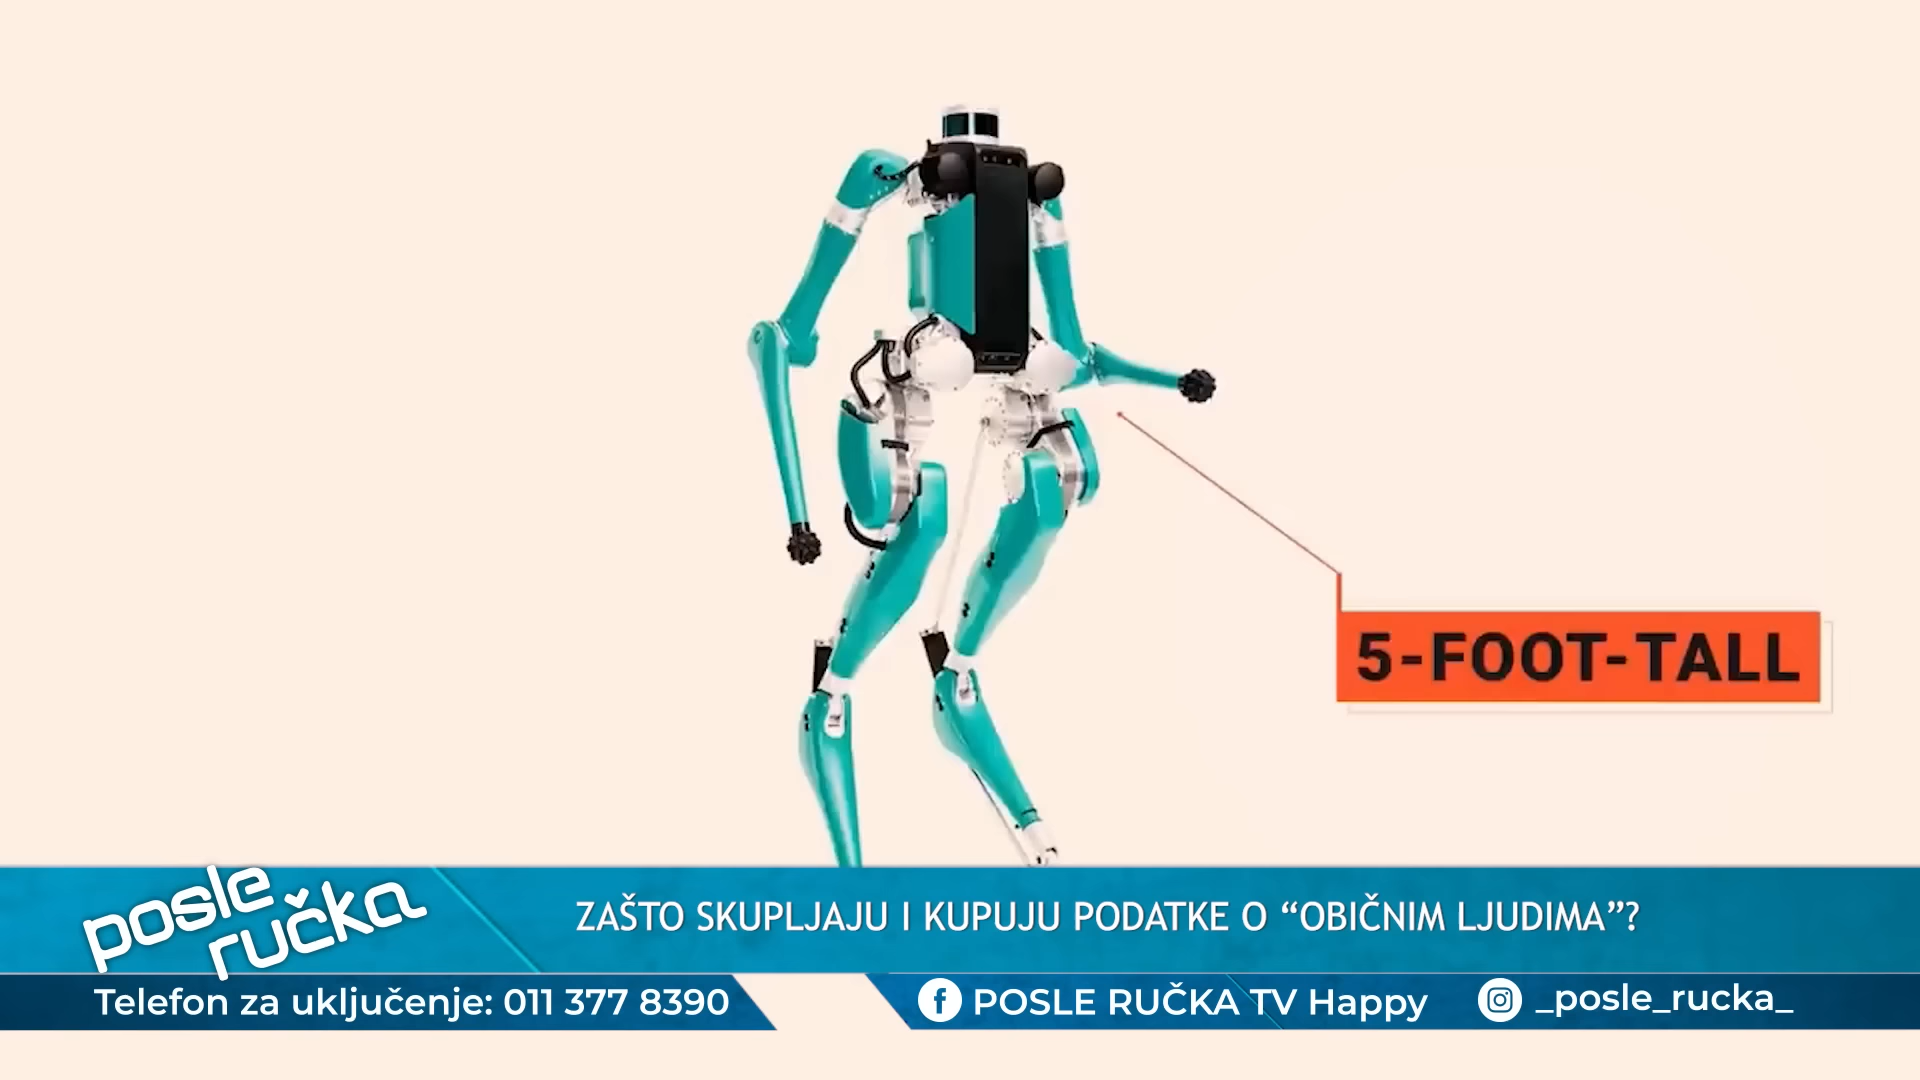 5-FOOT-TALL
posle
ručka
ZAŠTO SKUPLJAJU I KUPUJU PODATKE O “OBIČNIM LJUDIMA”?
Telefon za uključenje: 011 377 8390
POSLE RUČKA TV Happy
_posle_rucka_